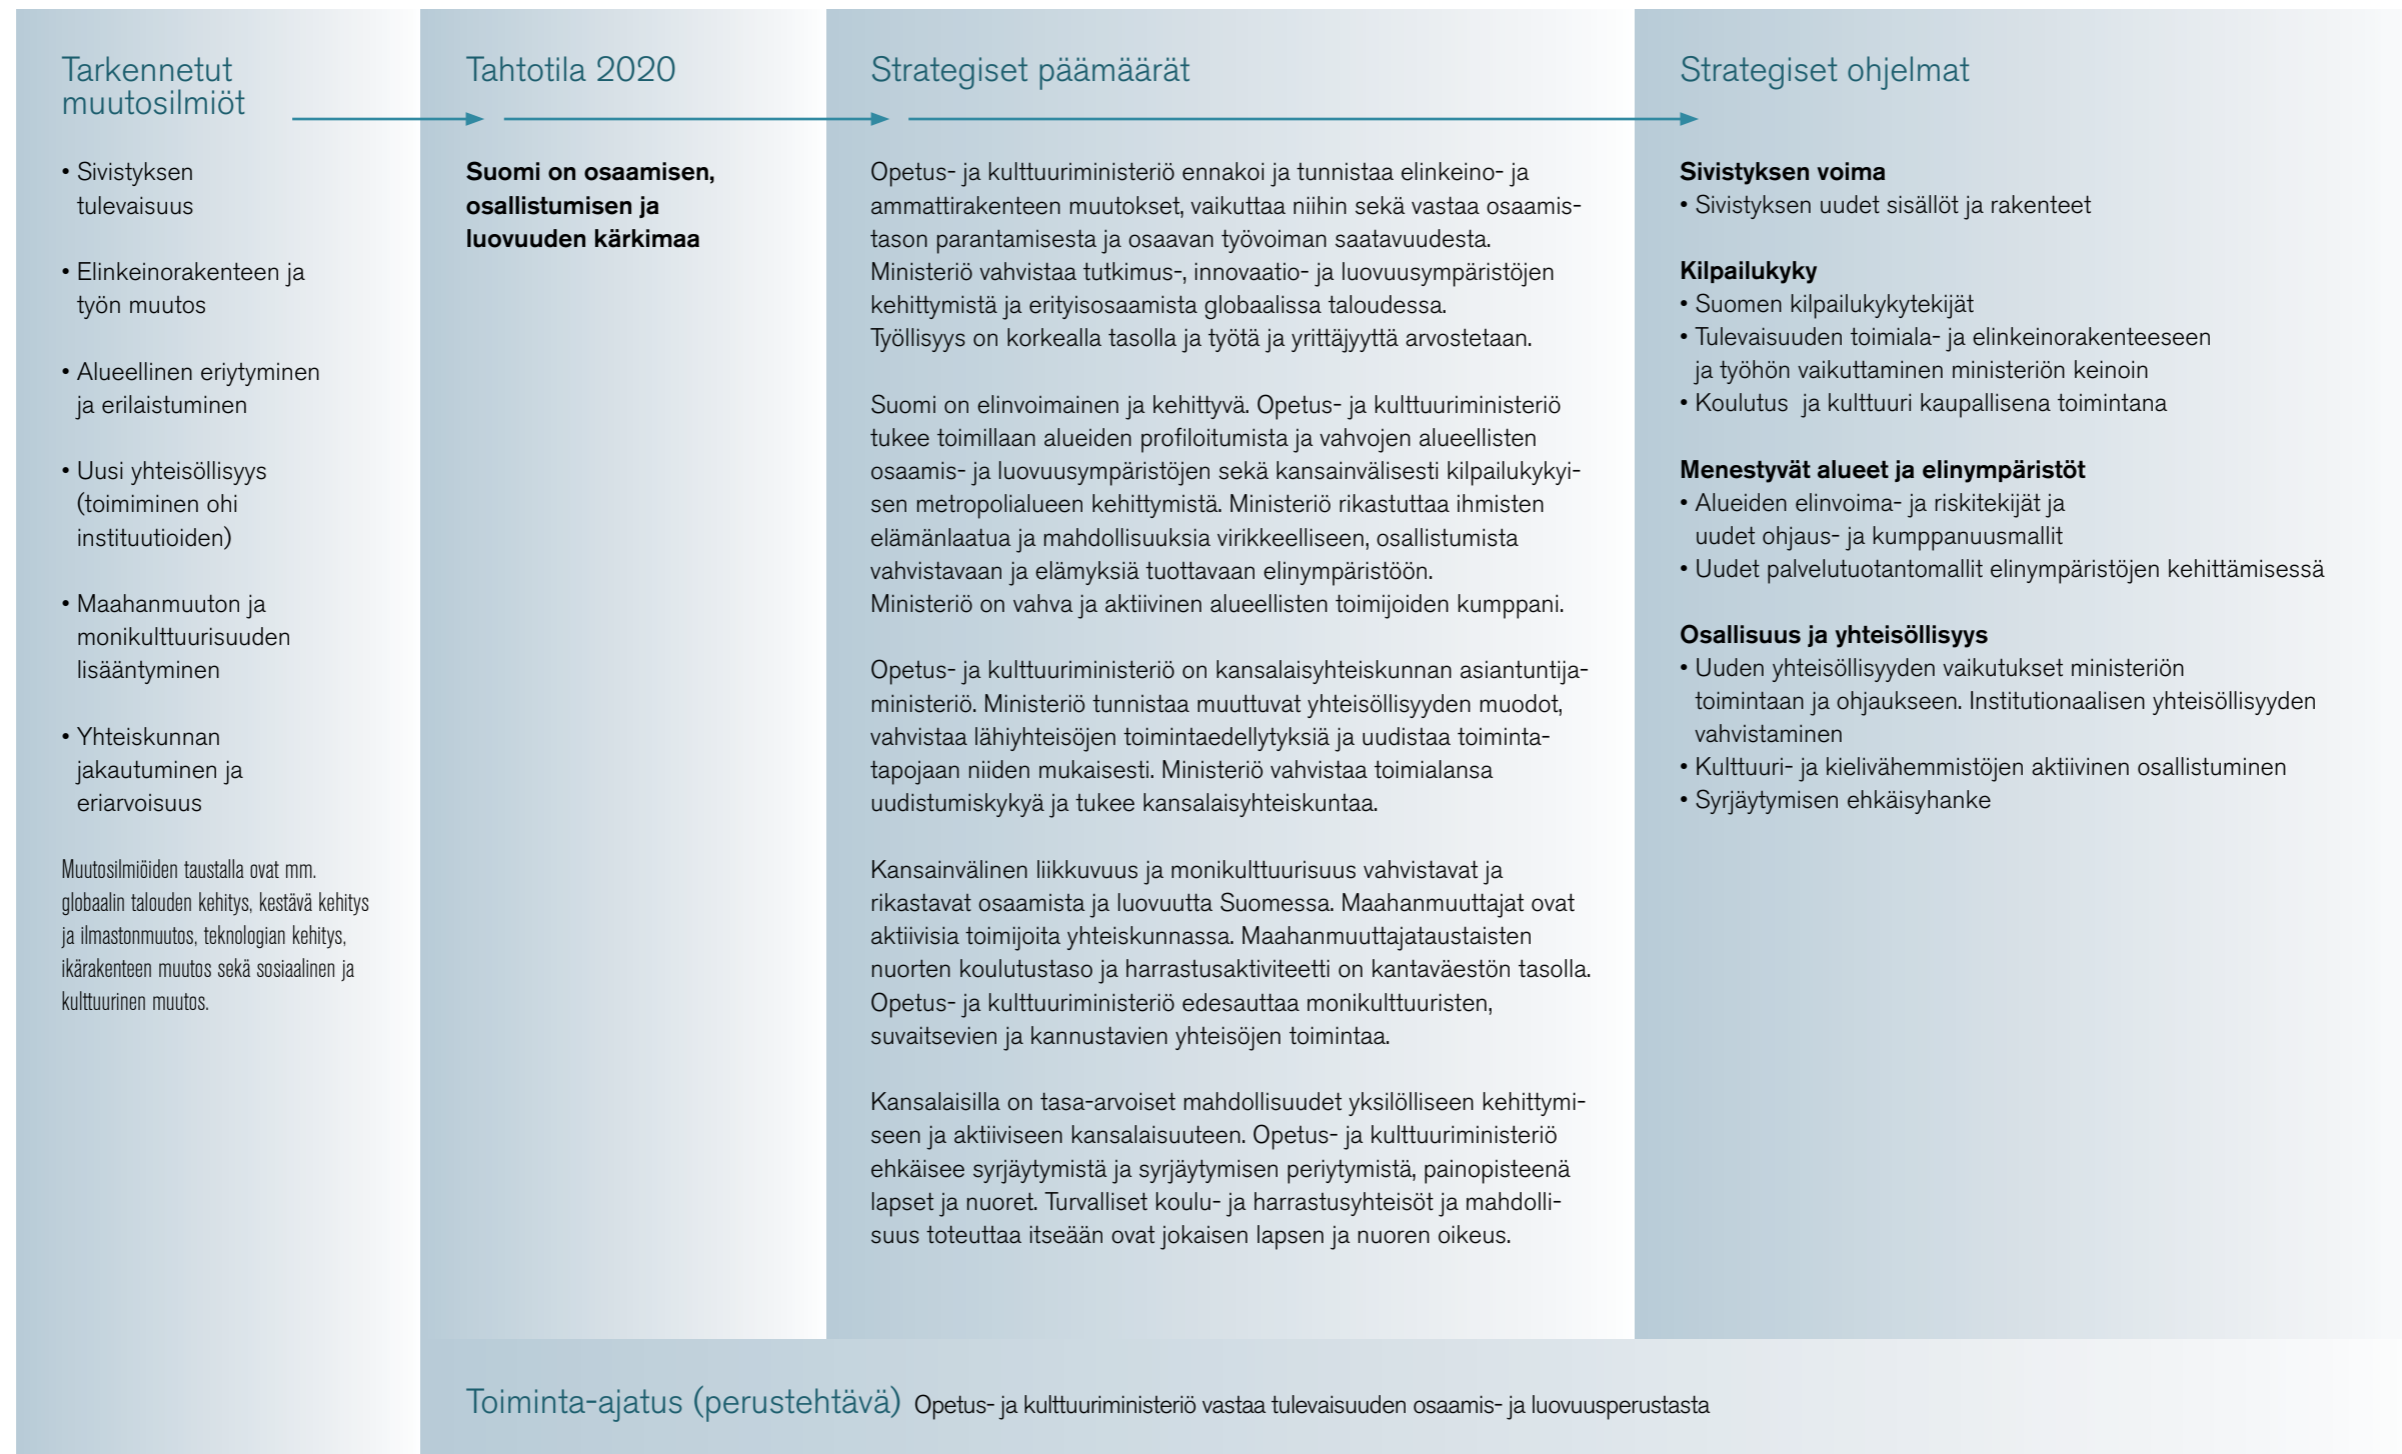 Tarkennetut
muutosilmiöt
• Sivistyksen
tulevaisuus
• Elinkeinorakenteen ja
työn muutos
• Alueellinen eriytyminen
ja erilaistuminen
• Uusi yhteisöllisyys
(toimiminen ohi
instituutioiden)
• Maahanmuuton ja
monikulttuurisuuden
lisääntyminen
• Yhteiskunnan
jakautuminen ja
eriarvoisuus
Muutosilmiöiden taustalla ovat mm.
globaalin talouden kehitys, kestävä kehitys
ja ilmastonmuutos, teknologian kehitys,
ikärakenteen muutos sekä sosiaalinen ja
kulttuurinen muutos.
Tahtotila 2020
Suomi on osaamisen,
osallistumisen ja
luovuuden kärkimaa
Strategiset päämäärät
Opetus- ja kulttuuriministeriö ennakoi ja tunnistaa elinkeino- ja
ammattirakenteen muutokset, vaikuttaa niihin sekä vastaa osaamis-
tason parantamisesta ja osaavan työvoiman saatavuudesta.
Ministeriö vahvistaa tutkimus-, innovaatio- ja luovuusympäristöjen
kehittymistä ja erityisosaamista globaalissa taloudessa.
Työllisyys on korkealla tasolla ja työtä ja yrittäjyyttä arvostetaan.
Suomi on elinvoimainen ja kehittyvä. Opetus- ja kulttuuriministeriö
tukee toimillaan alueiden profiloitumista ja vahvojen alueellisten
osaamis- ja luovuusympäristöjen sekä kansainvälisesti kilpailukykyi-
sen metropolialueen kehittymistä. Ministeriö rikastuttaa ihmisten
elämänlaatua ja mahdollisuuksia virikkeelliseen, osallistumista
vahvistavaan ja elämyksiä tuottavaan elinympäristöön.
Ministeriö on vahva ja aktiivinen alueellisten toimijoiden kumppani.
Opetus- ja kulttuuriministeriö on kansalaisyhteiskunnan asiantuntija-
ministeriö. Ministeriö tunnistaa muuttuvat yhteisöllisyyden muodot,
vahvistaa lähiyhteisöjen toimintaedellytyksiä ja uudistaa toiminta-
tapojaan niiden mukaisesti. Ministeriö vahvistaa toimialansa
uudistumiskykyä ja tukee kansalaisyhteiskuntaa.
Kansainvälinen liikkuvuus ja monikulttuurisuus vahvistavat ja
rikastavat osaamista ja luovuutta Suomessa. Maahanmuuttajat ovat
aktiivisia toimijoita yhteiskunnassa. Maahanmuuttajataustaisten
nuorten koulutustaso ja harrastusaktiviteetti on kantaväestön tasolla.
Opetus- ja kulttuuriministeriö edesauttaa monikulttuuristen,
suvaitsevien ja kannustavien yhteisöjen toimintaa.
Kansalaisilla on tasa-arvoiset mahdollisuudet yksilölliseen kehittymi-
seen ja aktiiviseen kansalaisuuteen. Opetus- ja kulttuuriministeriö
ehkäisee syrjäytymistä ja syrjäytymisen periytymistä, painopisteenä
lapset ja nuoret. Turvalliset koulu- ja harrastusyhteisöt ja mahdolli-
suus toteuttaa itseään ovat jokaisen lapsen ja nuoren oikeus.
Strategiset ohjelmat
Sivistyksen voima
• Sivistyksen uudet sisällöt ja rakenteet
Kilpailukyky
• Suomen kilpailukykytekijät
• Tulevaisuuden toimiala- ja elinkeinorakenteeseen
ja työhön vaikuttaminen ministeriön keinoin
• Koulutus ja kulttuuri kaupallisena toimintana
Menestyvät alueet ja elinympäristöt
• Alueiden elinvoima- ja riskitekijät ja
uudet ohjaus- ja kumppanuusmallit
• Uudet palvelutuotantomallit elinympäristöjen kehittämisessä
Osallisuus ja yhteisöllisyys
• Uuden yhteisöllisyyden vaikutukset ministeriön
toimintaan ja ohjaukseen. Institutionaalisen yhteisöllisyyden
vahvistaminen
• Kulttuuri- ja kielivähemmistöjen aktiivinen osallistuminen
• Syrjäytymisen ehkäisyhanke
Toiminta-ajatus (perustehtävä) Opetus- ja kulttuuriministeriö vastaa tulevaisuuden osaamis- ja luovuusperustasta